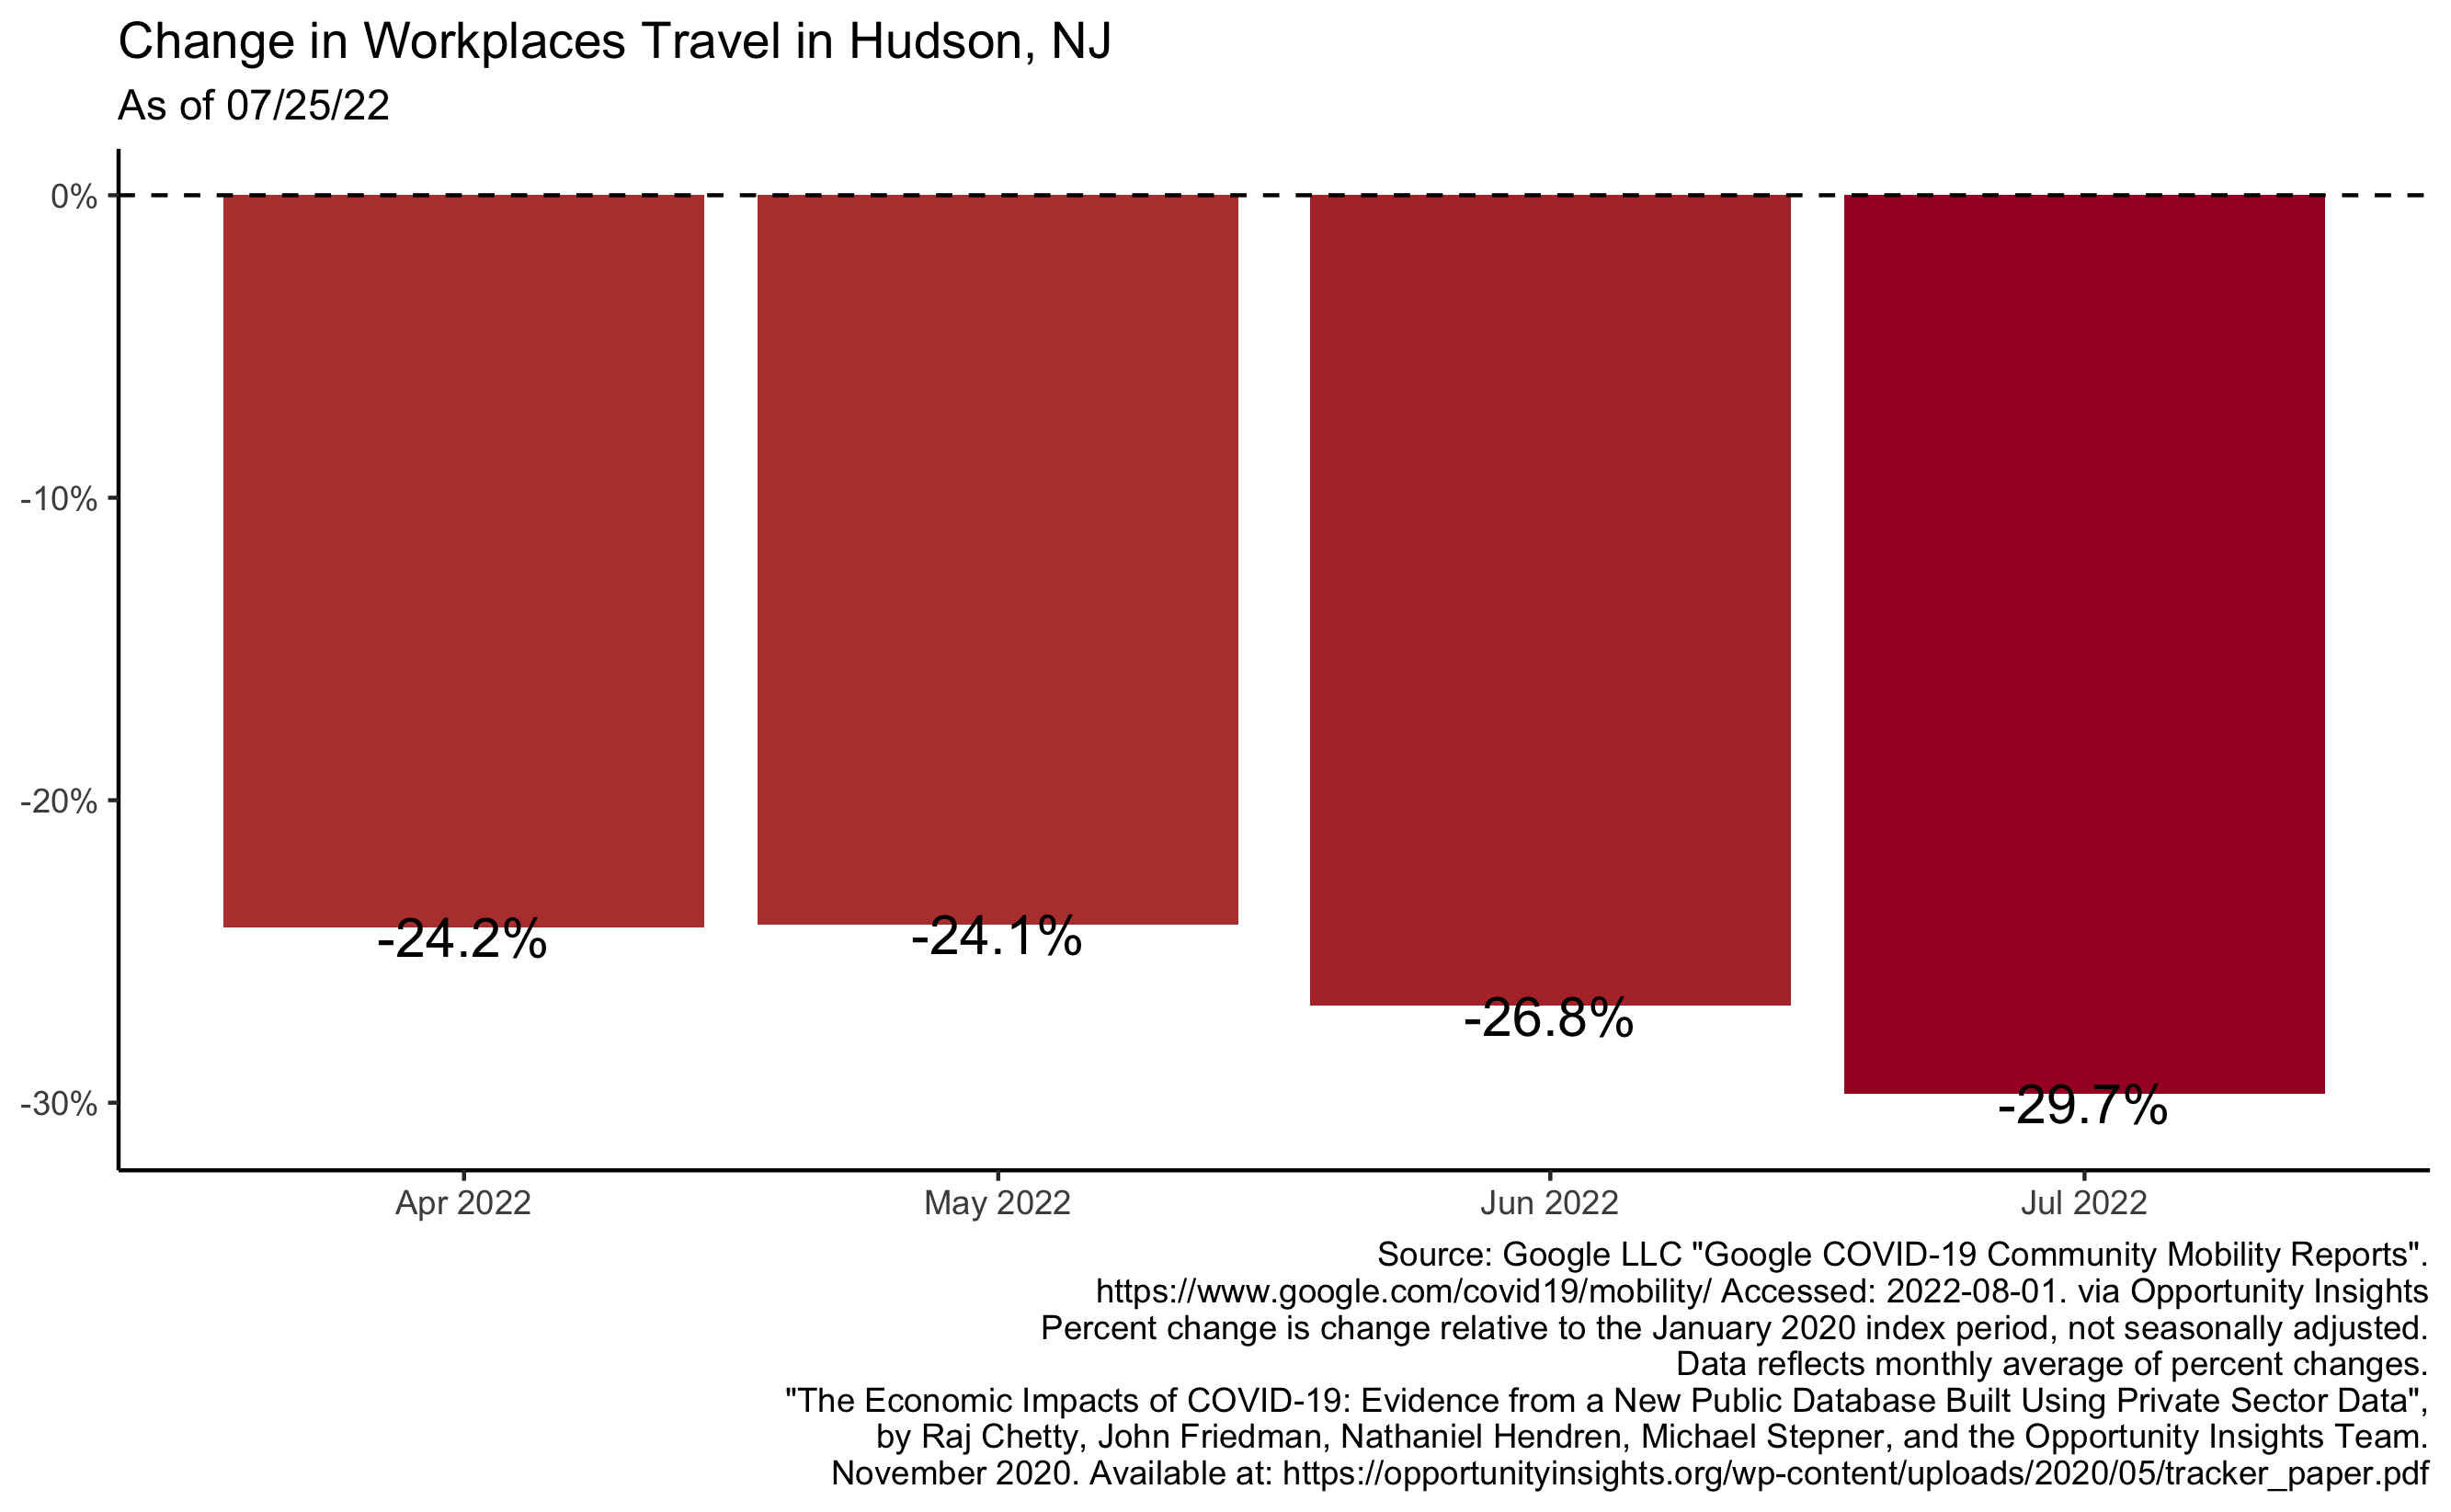 Change in Workplaces Travel in Hudson, NJ
As of 07/25/22
0%
-10%
-20%
-30%
-24.2%
-24.1%
-26.8%
-29.7%
Apr 2022
May 2022
Jun 2022
Jul 2022
Source: Google LLC "Google COVID-19 Community Mobility Reports".
https://www.google.com/covid19/mobility/ Accessed: 2022-08-01. via Opportunity Insights
Percent change is change relative to the January 2020 index period, not seasonally adjusted.
Data reflects monthly average of percent changes.
"The Economic Impacts of COVID-19: Evidence from a New Public Database Built Using Private Sector Data",
by Raj Chetty, John Friedman, Nathaniel Hendren, Michael Stepner, and the Opportunity Insights Team.
November 2020. Available at: https://opportunityinsights.org/wp-content/uploads/2020/05/tracker_paper.pdf